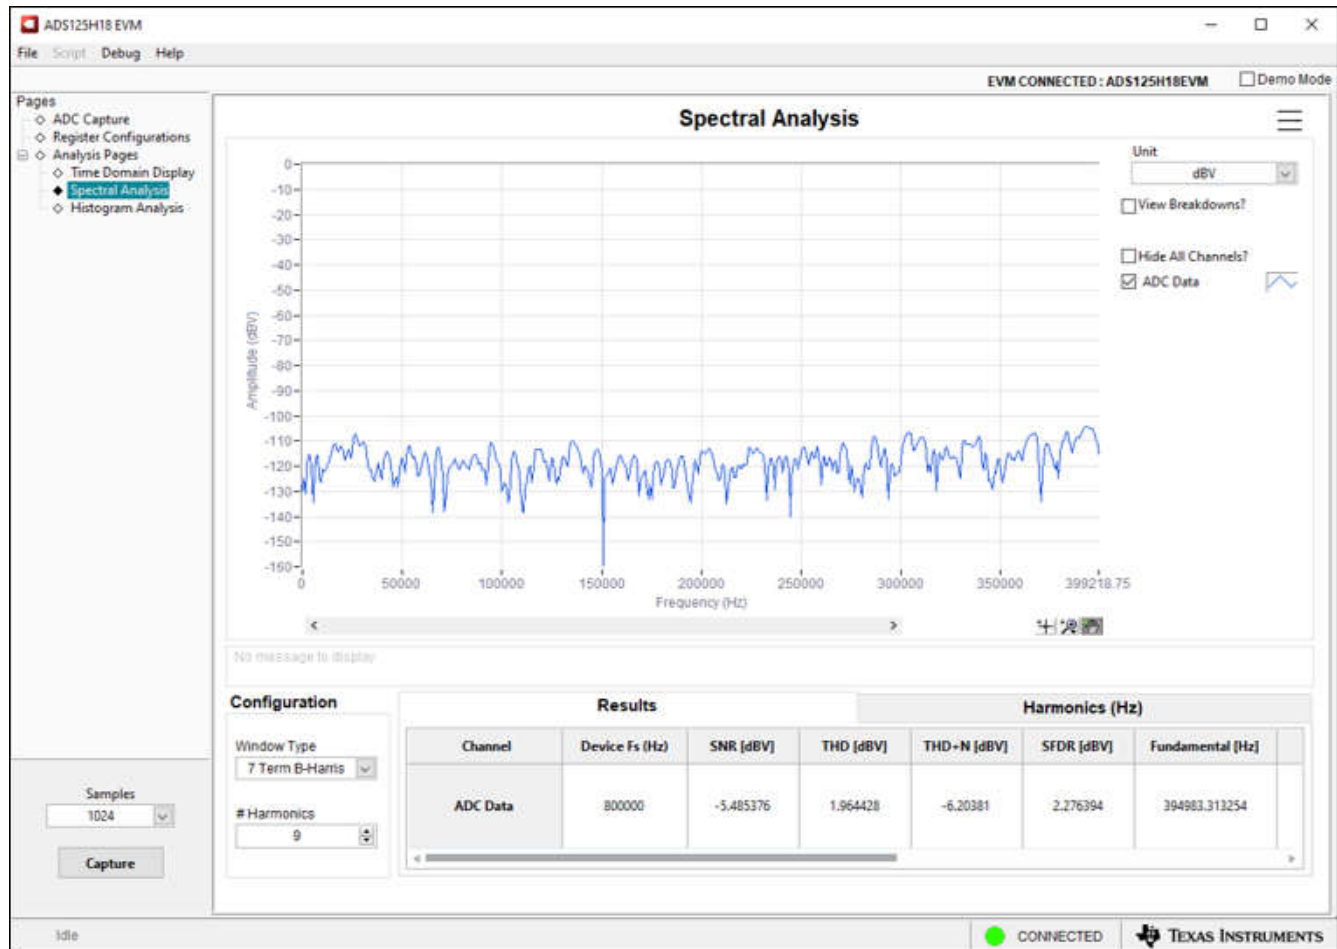 ADS125H18 EVM
File Script Debug Help
EVM CONNECTED : ADS125H18EVM Demo Mode
Pages
ADC Capture
Register Configurations
Analysis Pages
Time Domain Display
Spectral Analysis
Histogram Analysis
Samples
1024
Capture
Spectral Analysis
Amplitude (dBV)
0
-10
-20
-30
-40
-50
-60
-70
-80
-90
-100
-110
-120
-130
-140
-150
-160
0 50000 100000 150000 200000 250000 300000 350000 399218.75
Frequency (Hz)
Unit
dBV
View Breakdowns?
Hide All Channels?
ADC Data
No message to display
Configuration
Window Type
7 Term B-Harris
# Harmonics
9
Results Harmonics (Hz)
Channel Device Fs (Hz) SNR [dBV] THD [dBV] THD+N [dBV] SFDR [dBV] Fundamental [Hz]
ADC Data 800000 -5.485376 1.964428 -6.20381 2.276394 394983.313254
Idle CONNECTED TEXAS INSTRUMENTS